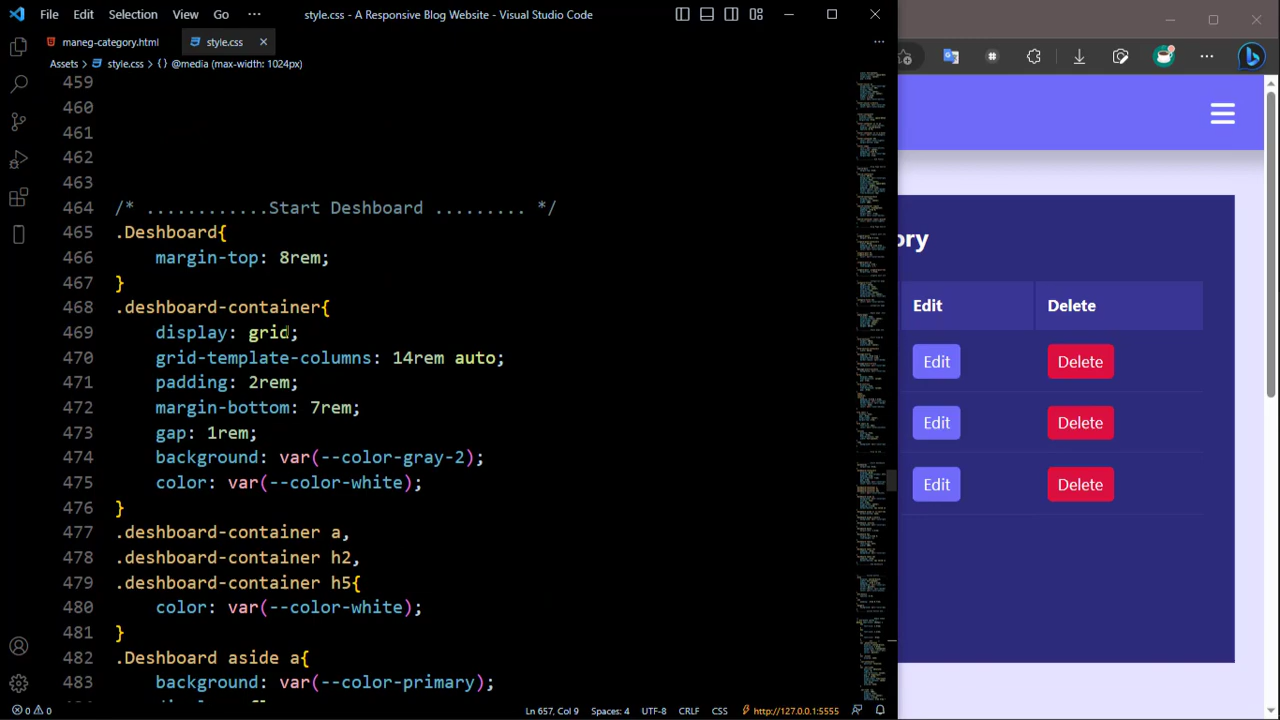 File Edit Selection View Go ··· style.css - A Responsive Blog Website - Visual Studio Code
maneg-category.html style.css
Assets > style.css > { } @media (max-width: 1024px)
459
460
461
462
463
464 /* ............Start Deshboard ......... */
465 .Deshboard{
466 margin-top: 8rem;
467 }
468 .deshboard-container{
469 display: grid;
470 grid-template-columns: 14rem auto;
471 padding: 2rem;
472 margin-bottom: 7rem;
473 gap: 1rem;
474 background: var(--color-gray-2);
475 color: var(--color-white);
476 }
477 .deshboard-container a,
478 .deshboard-container h2,
479 .deshboard-container h5{
480 color: var(--color-white);
481 }
482 .Deshboard aside a{
background: var(--color-primary);
0 0 Ln 657, Col 9 Spaces: 4 UTF-8 CRLF CSS http://127.0.0.1:5555
ory
Edit Delete
Edit Delete
Edit Delete
Edit Delete